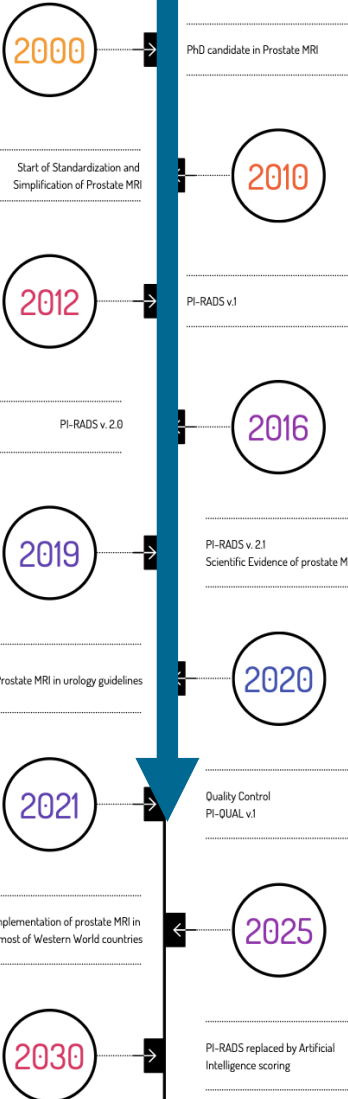 2000
PhD candidate in Prostate MRI
Start of Standardization and
Simplification of Prostate MRI
2010
2012
PI-RADS v.1
PI-RADS v. 2.0
2016
2019
PI-RADS v. 2.1
Scientific Evidence of prostate M
Prostate MRI in urology guidelines
2020
2021
Quality Control
PI-QUAL v.1
of prostate MRI in
most of Western World countries
2025
2030
PI-RADS replaced by Artificial
Intelligence scoring